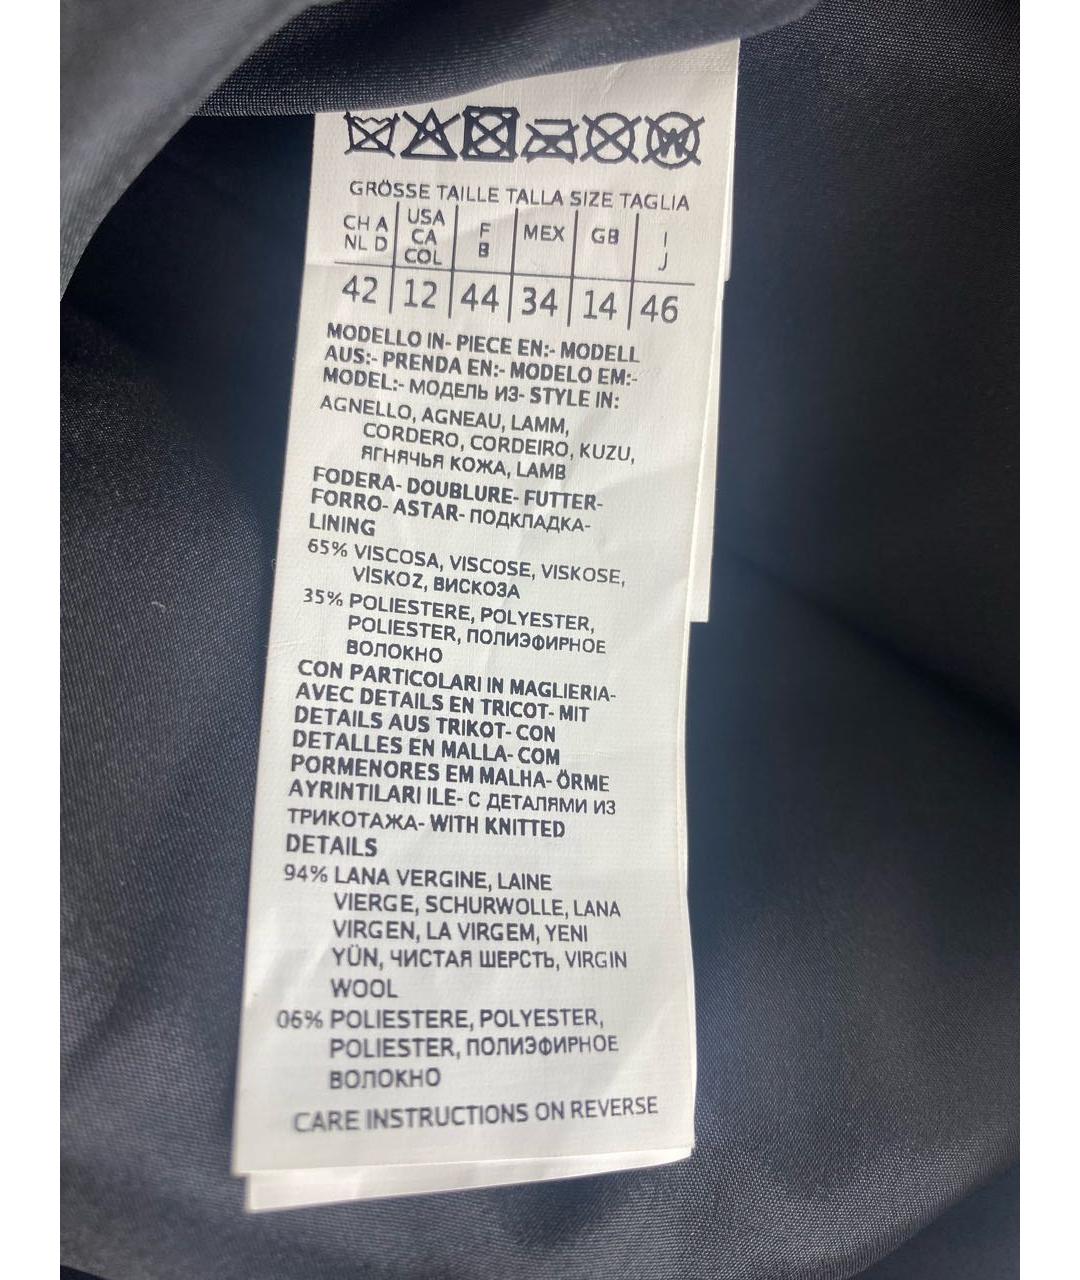 GRÖSSE TAILLE TALLA SIZE TAGLIA
CH A NL D | USA CA COL | F B | MEX | GB | I J
42 | 12 | 44 | 34 | 14 | 46
MODELLO IN- PIECE EN:- MODELL
AUS:- PRENDA EN:- MODELO EM:-
MODEL:- МОДЕЛЬ ИЗ- STYLE IN:
AGNELLO, AGNEAU, LAMM,
CORDERO, CORDEIRO, KUZU,
ЯГНЯЧЬЯ КОЖА, LAMB
FODERA- DOUBLURE- FUTTER-
FORRO- ASTAR- ПОДКЛАДКА-
LINING
65% VISCOSA, VISCOSE, VISKOSE,
VİSKOZ, ВИСКОЗА
35% POLIESTERE, POLYESTER,
POLIESTER, ПОЛИЭФИРНОЕ
ВОЛОКНО
CON PARTICOLARI IN MAGLIERIA-
AVEC DETAILS EN TRICOT- MIT
DETAILS AUS TRIKOT- CON
DETALLES EN MALLA- COM
PORMENORES EM MALHA- ÖRME
AYRINTILARI ILE- С ДЕТАЛЯМИ ИЗ
ТРИКОТАЖА- WITH KNITTED
DETAILS
94% LANA VERGINE, LAINE
VIERGE, SCHURWOLLE, LANA
VIRGEN, LA VIRGEM, YENI
YÜN, ЧИСТАЯ ШЕРСТЬ, VIRGIN
WOOL
06% POLIESTERE, POLYESTER,
POLIESTER, ПОЛИЭФИРНОЕ
ВОЛОКНО
CARE INSTRUCTIONS ON REVERSE